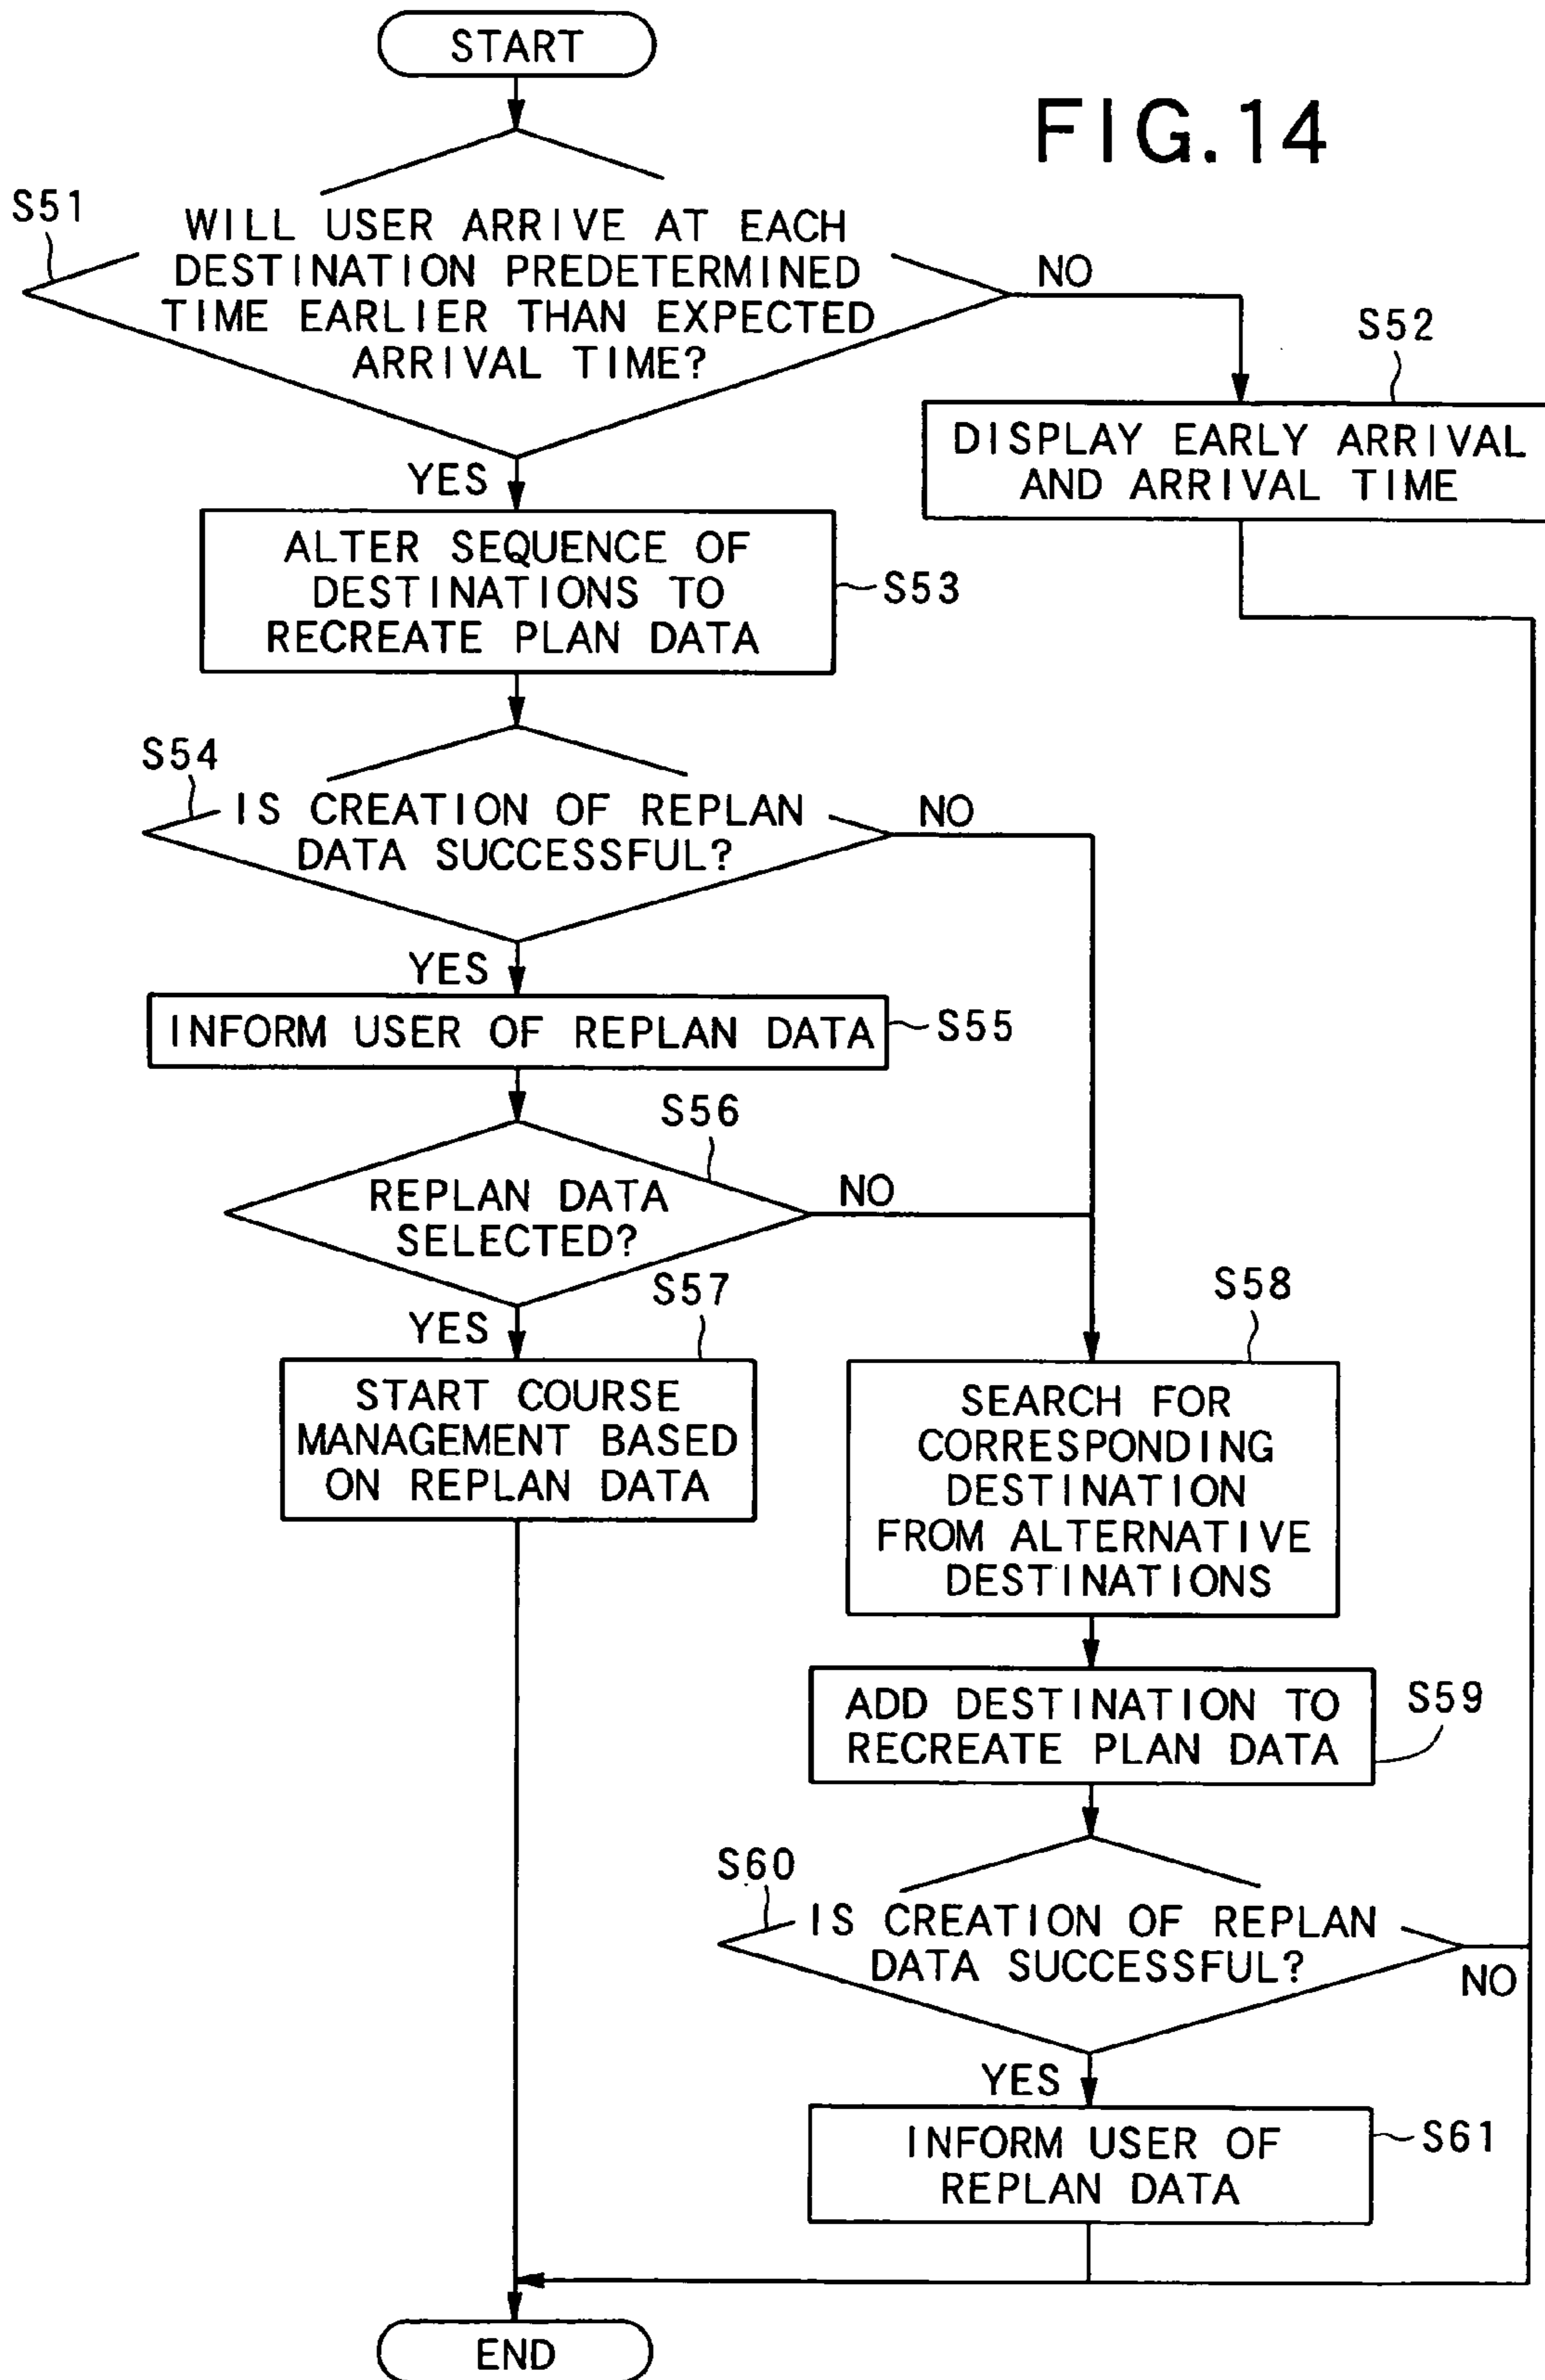 START
FIG.14
S51
WILL USER ARRIVE AT EACH
DESTINATION PREDETERMINED
TIME EARLIER THAN EXPECTED
ARRIVAL TIME?
NO
S52
DISPLAY EARLY ARRIVAL
AND ARRIVAL TIME
YES
ALTER SEQUENCE OF
DESTINATIONS TO
RECREATE PLAN DATA
S53
S54
IS CREATION OF REPLAN
DATA SUCCESSFUL?
NO
YES
INFORM USER OF REPLAN DATA
S55
S56
REPLAN DATA
SELECTED?
NO
YES
S57
START COURSE
MANAGEMENT BASED
ON REPLAN DATA
S58
SEARCH FOR
CORRESPONDING
DESTINATION
FROM ALTERNATIVE
DESTINATIONS
ADD DESTINATION TO
RECREATE PLAN DATA
S59
S60
IS CREATION OF REPLAN
DATA SUCCESSFUL?
NO
YES
INFORM USER OF
REPLAN DATA
S61
END